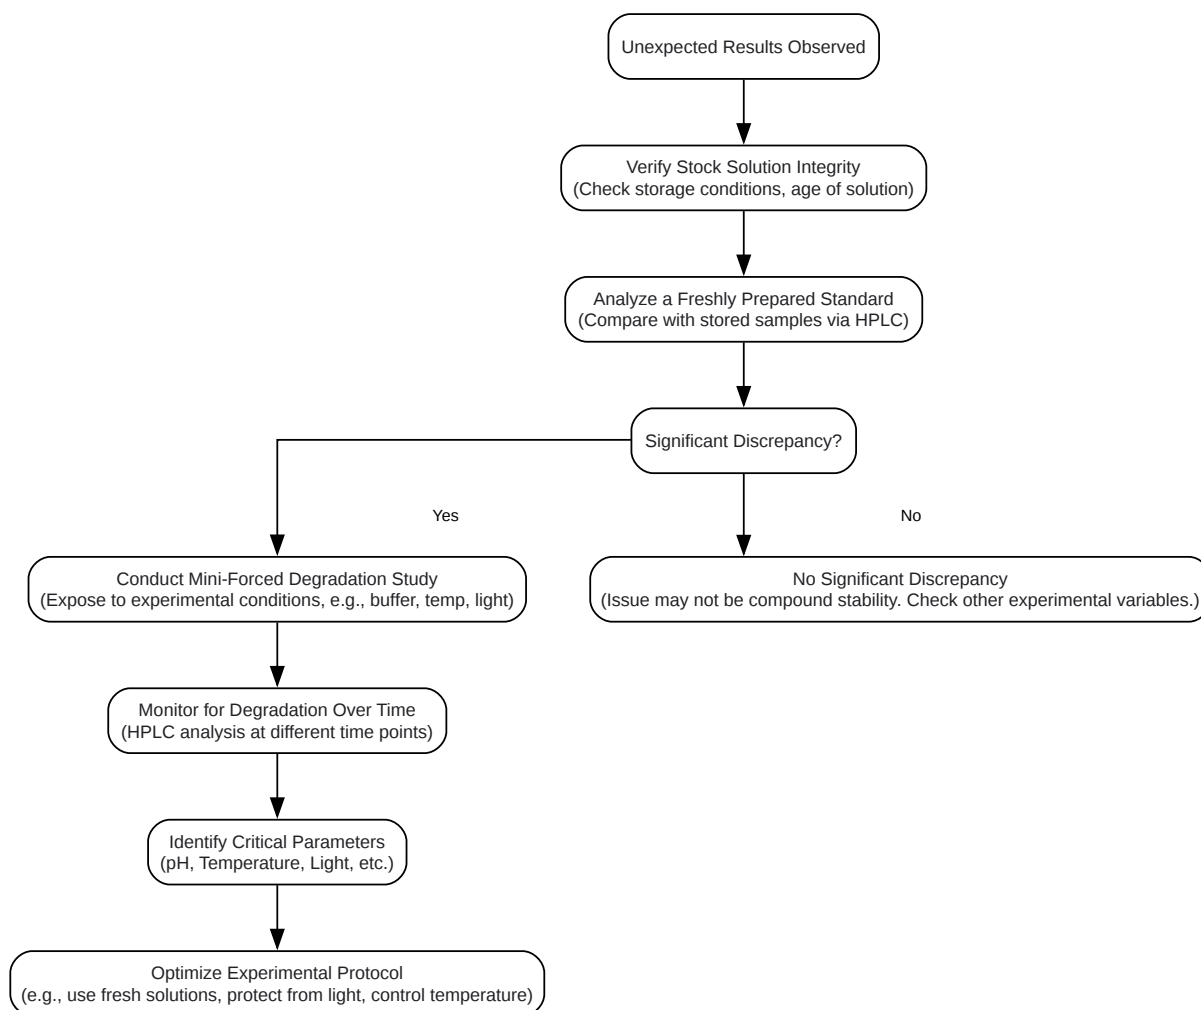 Unexpected Results Observed
Verify Stock Solution Integrity
(Check storage conditions, age of solution)
Analyze a Freshly Prepared Standard
(Compare with stored samples via HPLC)
Significant Discrepancy?
Yes
No
Conduct Mini-Forced Degradation Study
(Expose to experimental conditions, e.g., buffer, temp, light)
No Significant Discrepancy
(Issue may not be compound stability. Check other experimental variables.)
Monitor for Degradation Over Time
(HPLC analysis at different time points)
Identify Critical Parameters
(pH, Temperature, Light, etc.)
Optimize Experimental Protocol
(e.g., use fresh solutions, protect from light, control temperature)